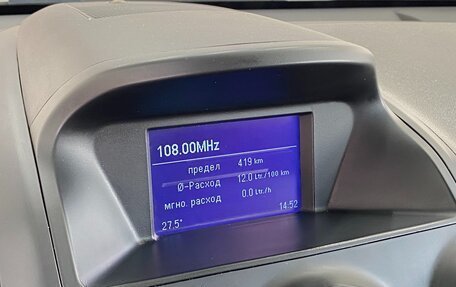 108.00MHz
предел 419 km
Ø-Расход 12.0 Ltr/100 km
мгно. расход 0.0 Ltr/h
27.5° 14:52